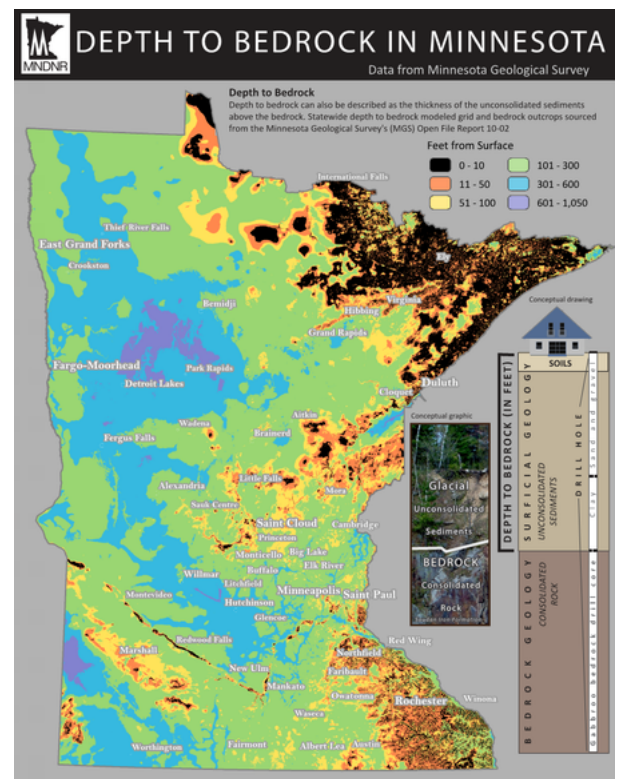 MNDNR
DEPTH TO BEDROCK IN MINNESOTA
Data from Minnesota Geological Survey
Depth to Bedrock
Depth to bedrock can also be described as the thickness of the unconsolidated sediments
above the bedrock. Statewide depth to bedrock modeled grid and bedrock outcrops sourced
from the Minnesota Geological Survey's (MGS) Open File Report 10-02
Feet from Surface
0 - 10
101 - 300
11 - 50
301 - 600
51 - 100
601 - 1,050
International Falls
Thief River Falls
East Grand Forks
Crookston
Ely
Bemidji
Virginia
Hibbing
Grand Rapids
Fargo-Moorhead
Park Rapids
Detroit Lakes
Duluth
Cloquet
Aitkin
Wadena
Brainerd
Fergus Falls
Little Falls
Alexandria
Mora
Sauk Centre
Saint Cloud
Cambridge
Princeton
Monticello
Big Lake
Elk River
Buffalo
Willmar
Litchfield
Montevideo
Minneapolis
Saint Paul
Hutchinson
Glencoe
Redwood Falls
Red Wing
Marshall
Northfield
New Ulm
Faribault
Mankato
Owatonna
Rochester
Winona
Waseca
Worthington
Fairmont
Albert Lea
Austin
Conceptual graphic
Glacial
Unconsolidated
Sediments
BEDROCK
Consolidated
Rock
Soudan Iron Formation
Conceptual drawing
SOILS
DEPTH TO BEDROCK (IN FEET)
SURFICIAL GEOLOGY
UNCONSOLIDATED
SEDIMENTS
DRILL HOLE
Clay
Sand and gravel
BEDROCK GEOLOGY
CONSOLIDATED
ROCK
Gabbroo bedrock drill core